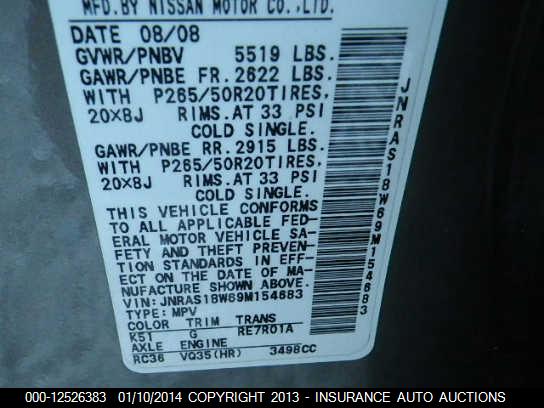 MFD.BY NISSAN MOTOR CO.,LTD.
DATE 08/08
GVWR/PNBV 5519 LBS.
GAWR/PNBE FR. 2622 LBS.
WITH P265/50R20TIRES,
20X8J RIMS. AT 33 PSI
COLD SINGLE.
GAWR/PNBE RR. 2915 LBS.
WITH P265/50R20TIRES,
20X8J RIMS. AT 33 PSI
COLD SINGLE.
THIS VEHICLE CONFORMS
TO ALL APPLICABLE FED-
ERAL MOTOR VEHICLE SA-
FETY AND THEFT PREVEN-
TION STANDARDS IN EFF-
ECT ON THE DATE OF MA-
NUFACTURE SHOWN ABOVE.
VIN:JNRAS18W69M154683
TYPE: MPV
COLOR TRIM TRANS
K51 G RE7R01A
AXLE ENGINE
RC36 VQ35(HR) 3498CC
JNRAS18W69M154683
000-12526383 01/10/2014 COPYRIGHT 2013 - INSURANCE AUTO AUCTIONS